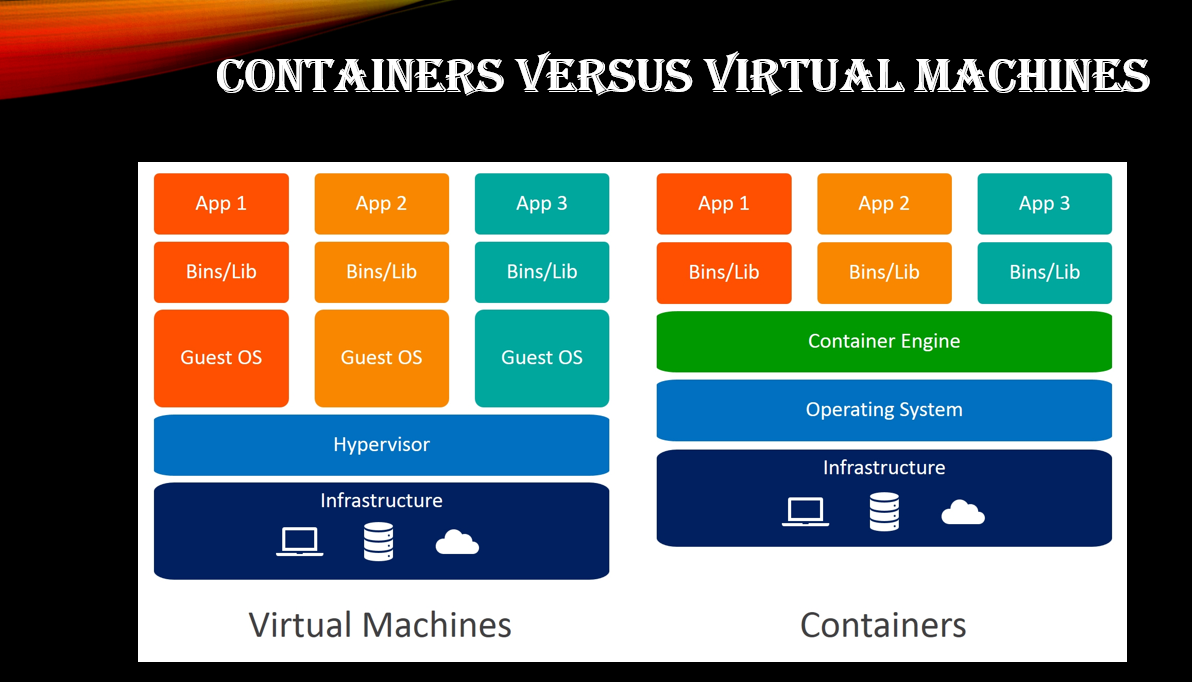 CONTAINERS VERSUS VIRTUAL MACHINES
App 1
App 2
App 3
Bins/Lib
Bins/Lib
Bins/Lib
Guest OS
Guest OS
Guest OS
Hypervisor
Infrastructure
Virtual Machines
App 1
App 2
App 3
Bins/Lib
Bins/Lib
Bins/Lib
Container Engine
Operating System
Infrastructure
Containers